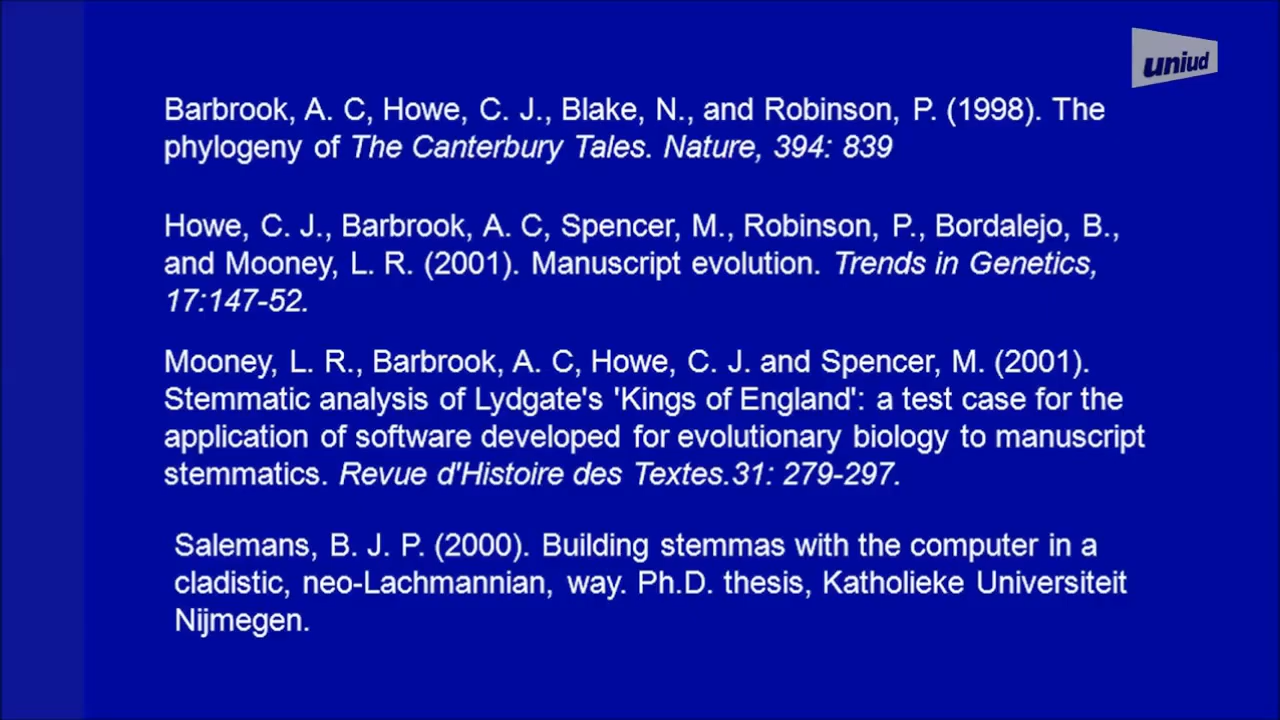 uniud
Barbrook, A. C, Howe, C. J., Blake, N., and Robinson, P. (1998). The
phylogeny of The Canterbury Tales. Nature, 394: 839
Howe, C. J., Barbrook, A. C, Spencer, M., Robinson, P., Bordalejo, B.,
and Mooney, L. R. (2001). Manuscript evolution. Trends in Genetics,
17:147-52.
Mooney, L. R., Barbrook, A. C, Howe, C. J. and Spencer, M. (2001).
Stemmatic analysis of Lydgate's 'Kings of England': a test case for the
application of software developed for evolutionary biology to manuscript
stemmatics. Revue d'Histoire des Textes.31: 279-297.
Salemans, B. J. P. (2000). Building stemmas with the computer in a
cladistic, neo-Lachmannian, way. Ph.D. thesis, Katholieke Universiteit
Nijmegen.